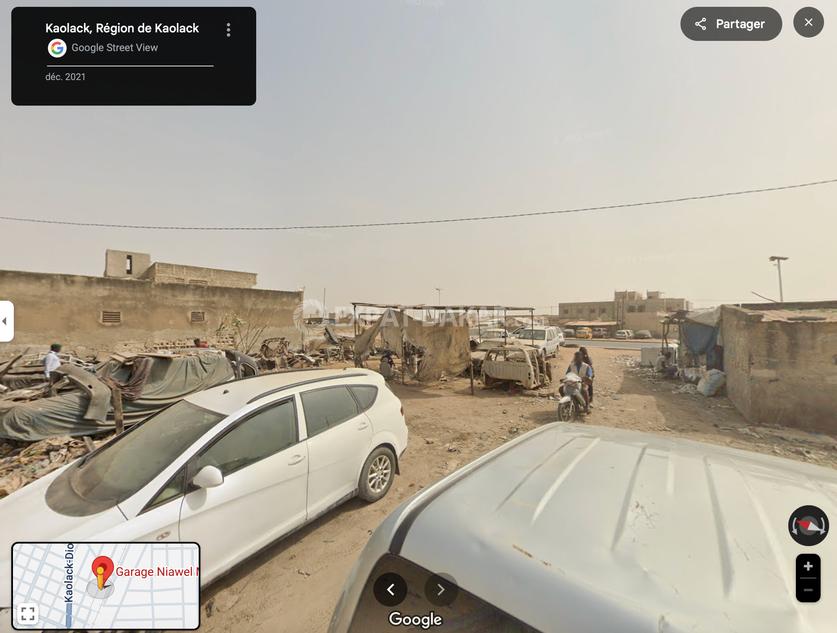 Kaolack, Région de Kaolack
Google Street View
déc. 2021
Partager
Kaolack-Dio
Garage Niawel
Google